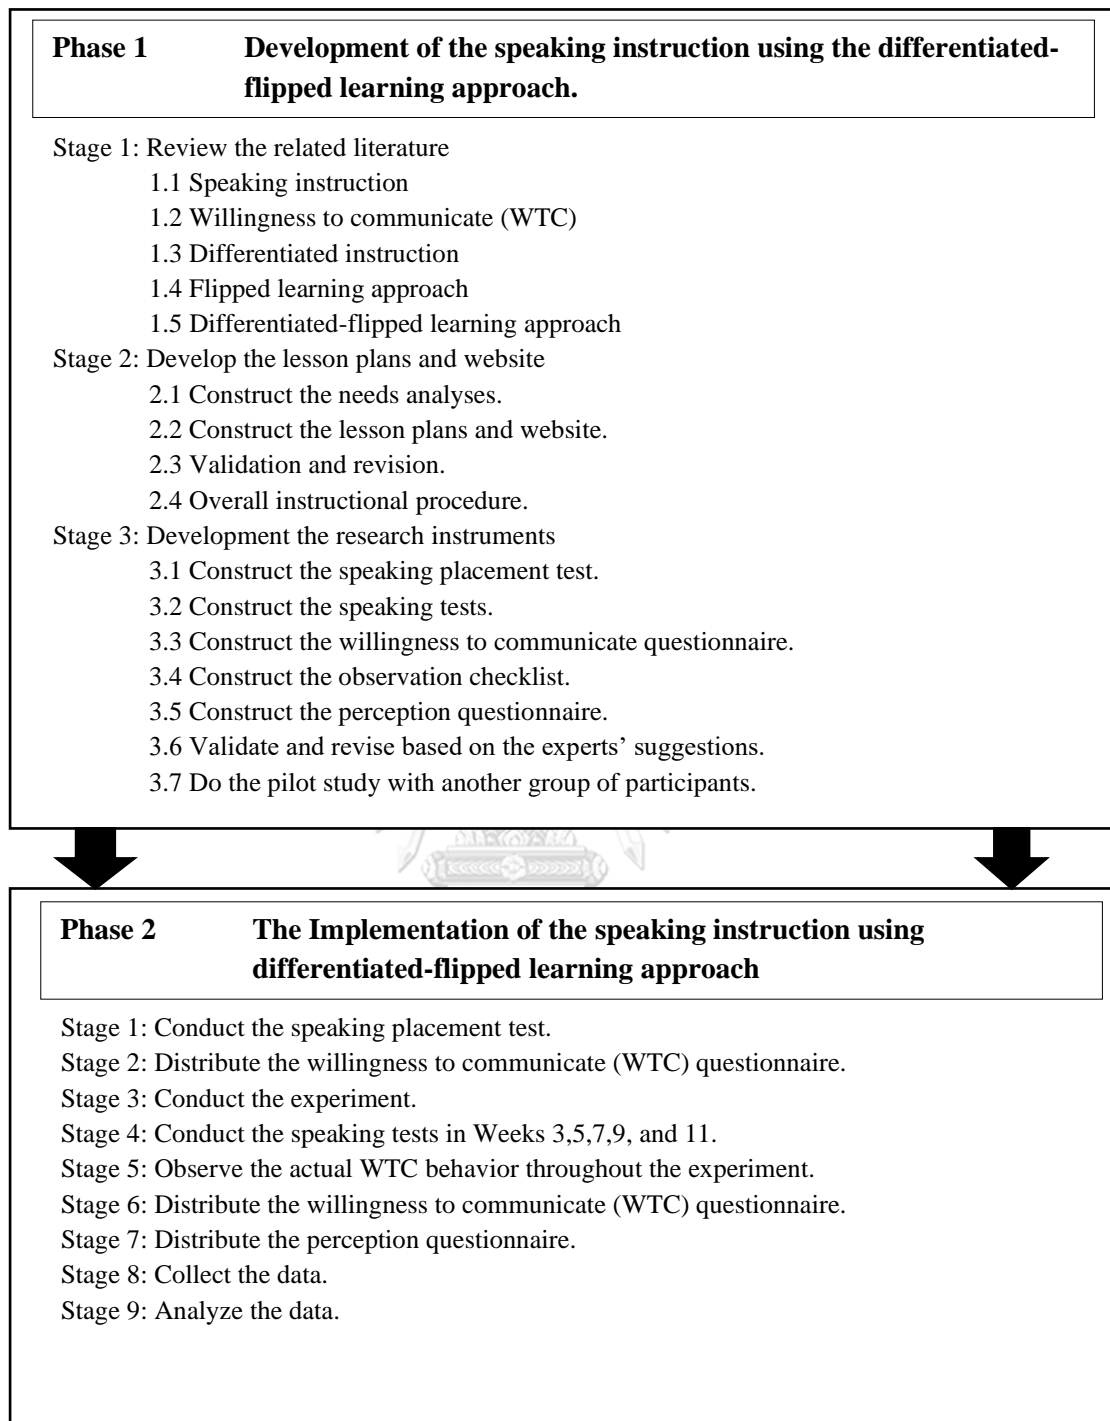 Phase 1 Development of the speaking instruction using the differentiated-
flipped learning approach.
Stage 1: Review the related literature
1.1 Speaking instruction
1.2 Willingness to communicate (WTC)
1.3 Differentiated instruction
1.4 Flipped learning approach
1.5 Differentiated-flipped learning approach
Stage 2: Develop the lesson plans and website
2.1 Construct the needs analyses.
2.2 Construct the lesson plans and website.
2.3 Validation and revision.
2.4 Overall instructional procedure.
Stage 3: Development the research instruments
3.1 Construct the speaking placement test.
3.2 Construct the speaking tests.
3.3 Construct the willingness to communicate questionnaire.
3.4 Construct the observation checklist.
3.5 Construct the perception questionnaire.
3.6 Validate and revise based on the experts’ suggestions.
3.7 Do the pilot study with another group of participants.
Phase 2 The Implementation of the speaking instruction using
differentiated-flipped learning approach
Stage 1: Conduct the speaking placement test.
Stage 2: Distribute the willingness to communicate (WTC) questionnaire.
Stage 3: Conduct the experiment.
Stage 4: Conduct the speaking tests in Weeks 3,5,7,9, and 11.
Stage 5: Observe the actual WTC behavior throughout the experiment.
Stage 6: Distribute the willingness to communicate (WTC) questionnaire.
Stage 7: Distribute the perception questionnaire.
Stage 8: Collect the data.
Stage 9: Analyze the data.